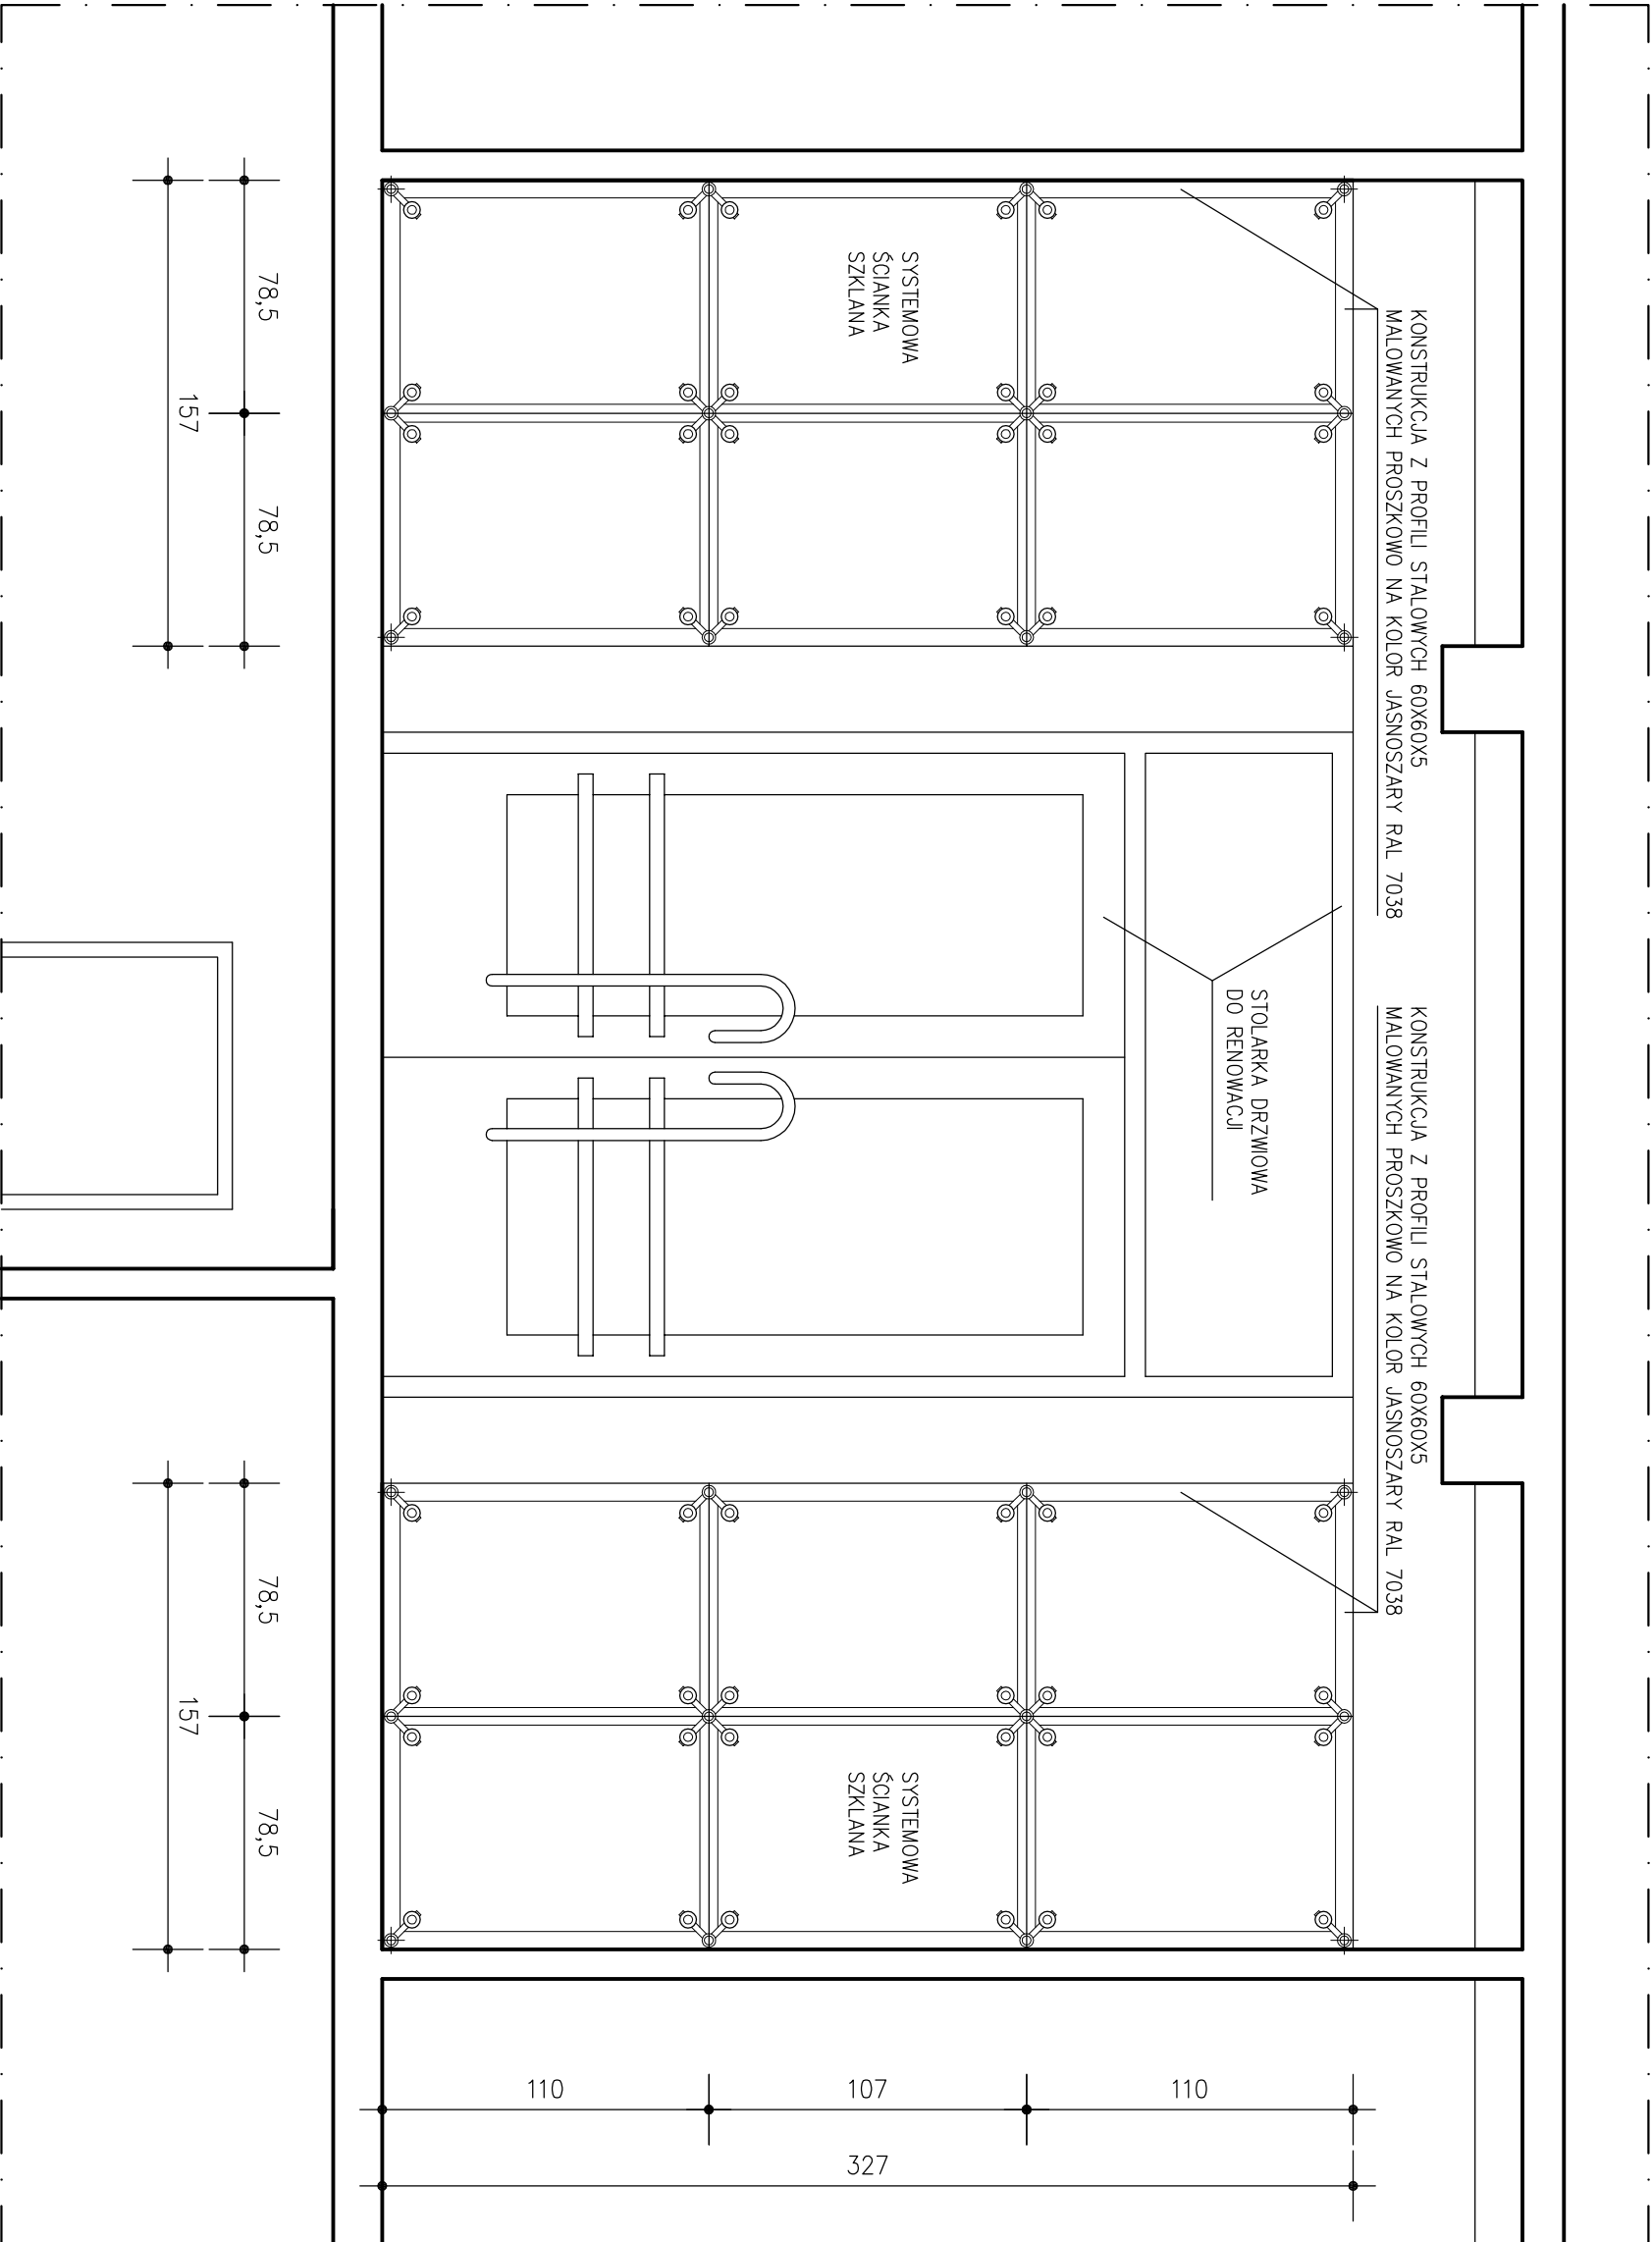 KONSTRUKCJA Z PROFILI STALOWYCH 60X60X5
MALOWANYCH PROSZKOWO NA KOLOR JASNOSZARY RAL 7038
KONSTRUKCJA Z PROFILI STALOWYCH 60X60X5
MALOWANYCH PROSZKOWO NA KOLOR JASNOSZARY RAL 7038
STOLARKA DRZWIOWA
DO RENOWACJI
SYSTEMOWA
ŚCIANKA
SZKLANA
SYSTEMOWA
ŚCIANKA
SZKLANA
110
107
110
327
78,5
78,5
157
78,5
78,5
157